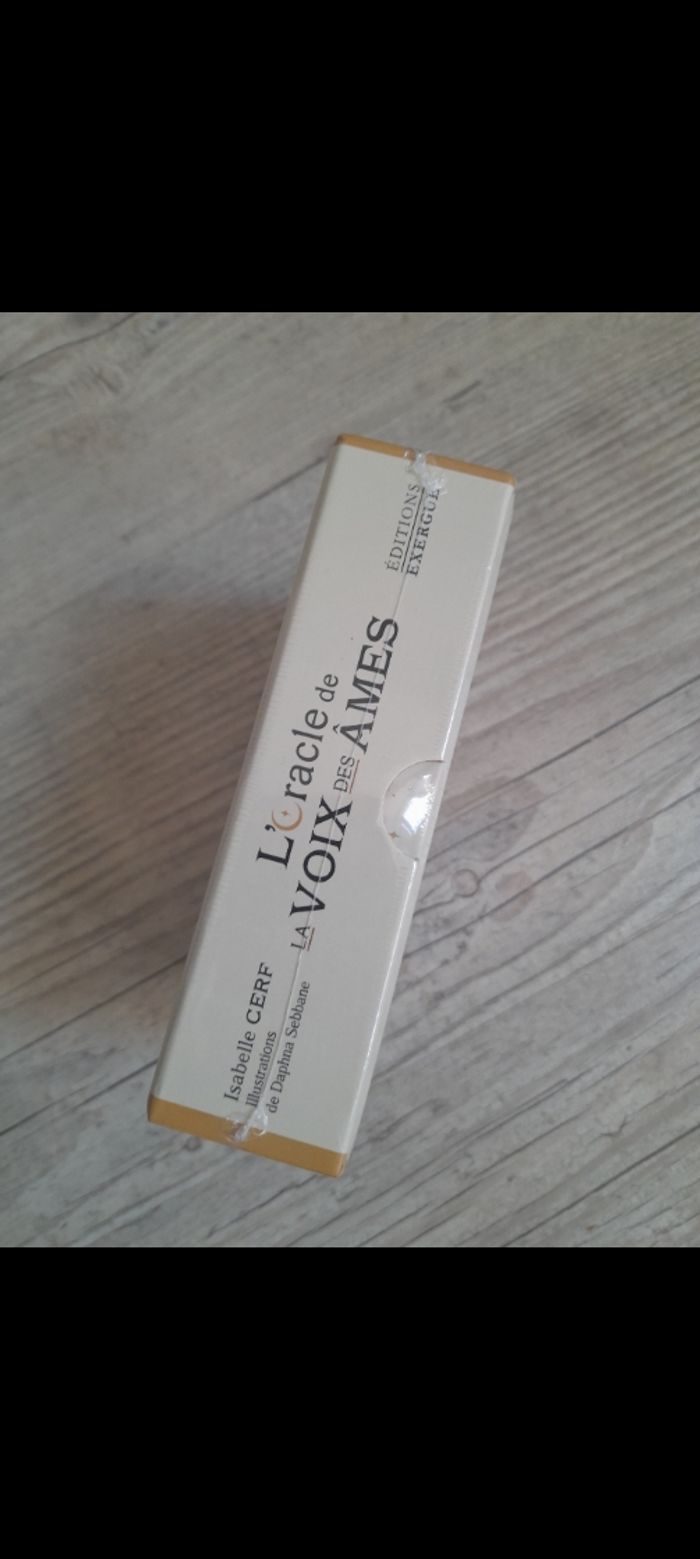 Isabelle CERF
Illustrations
de Daphna Sebbane
L'Oracle de
LA VOIX DES ÂMES
ÉDITIONS
EXERGUE